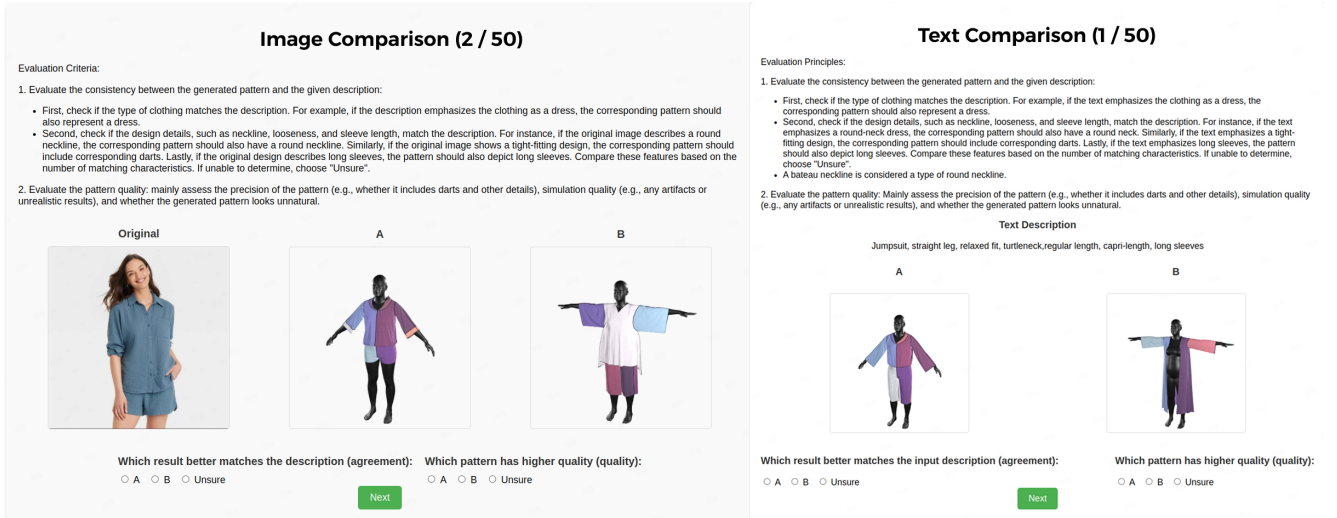 Image Comparison (2 / 50)
Evaluation Criteria:
1. Evaluate the consistency between the generated pattern and the given description:
• First, check if the type of clothing matches the description. For example, if the description emphasizes the clothing as a dress, the corresponding pattern should
also represent a dress.
• Second, check if the design details, such as neckline, looseness, and sleeve length, match the description. For instance, if the original image describes a round
neckline, the corresponding pattern should also have a round neckline. Similarly, if the original image shows a tight-fitting design, the corresponding pattern should
include corresponding darts. Lastly, if the original design describes long sleeves, the pattern should also depict long sleeves. Compare these features based on the
number of matching characteristics. If unable to determine, choose "Unsure".
2. Evaluate the pattern quality: mainly assess the precision of the pattern (e.g., whether it includes darts and other details), simulation quality (e.g., any artifacts or
unrealistic results), and whether the generated pattern looks unnatural.
Original
A
B
Which result better matches the description (agreement):
A B Unsure
Which pattern has higher quality (quality):
A B Unsure
Next
Text Comparison (1 / 50)
Evaluation Principles:
1. Evaluate the consistency between the generated pattern and the given description:
• First, check if the type of clothing matches the description. For example, if the text emphasizes the clothing as a dress, the
corresponding pattern should also represent a dress.
• Second, check if the design details, such as neckline, looseness, and sleeve length, match the description. For instance, if the text
emphasizes a round-neck dress, the corresponding pattern should also have a round neck. Similarly, if the text emphasizes a tight-
fitting design, the corresponding pattern should include corresponding darts. Lastly, if the text emphasizes long sleeves, the pattern
should also depict long sleeves. Compare these features based on the number of matching characteristics. If unable to determine,
choose "Unsure".
• A bateau neckline is considered a type of round neckline.
2. Evaluate the pattern quality: Mainly assess the precision of the pattern (e.g., whether it includes darts and other details), simulation quality
(e.g., any artifacts or unrealistic results), and whether the generated pattern looks unnatural.
Text Description
Jumpsuit, straight leg, relaxed fit, turtleneck,regular length, capri-length, long sleeves
A
B
Which result better matches the input description (agreement):
A B Unsure
Which pattern has higher quality (quality):
A B Unsure
Next